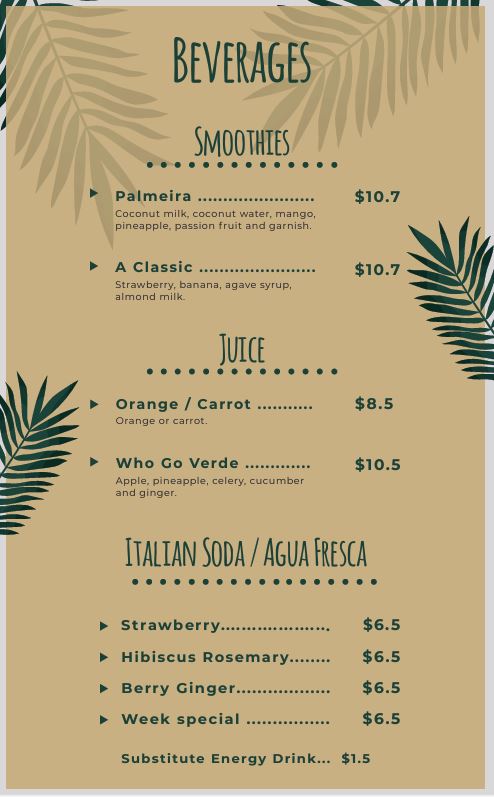 Beverages
Smoothies
Palmeira ....................... $10.7
Coconut milk, coconut water, mango,
pineapple, passion fruit and garnish.
A Classic ....................... $10.7
Strawberry, banana, agave syrup,
almond milk.
Juice
Orange / Carrot ........... $8.5
Orange or carrot.
Who Go Verde ............. $10.5
Apple, pineapple, celery, cucumber
and ginger.
Italian Soda / Agua Fresca
Strawberry..................... $6.5
Hibiscus Rosemary........ $6.5
Berry Ginger.................. $6.5
Week special ................ $6.5
Substitute Energy Drink... $1.5